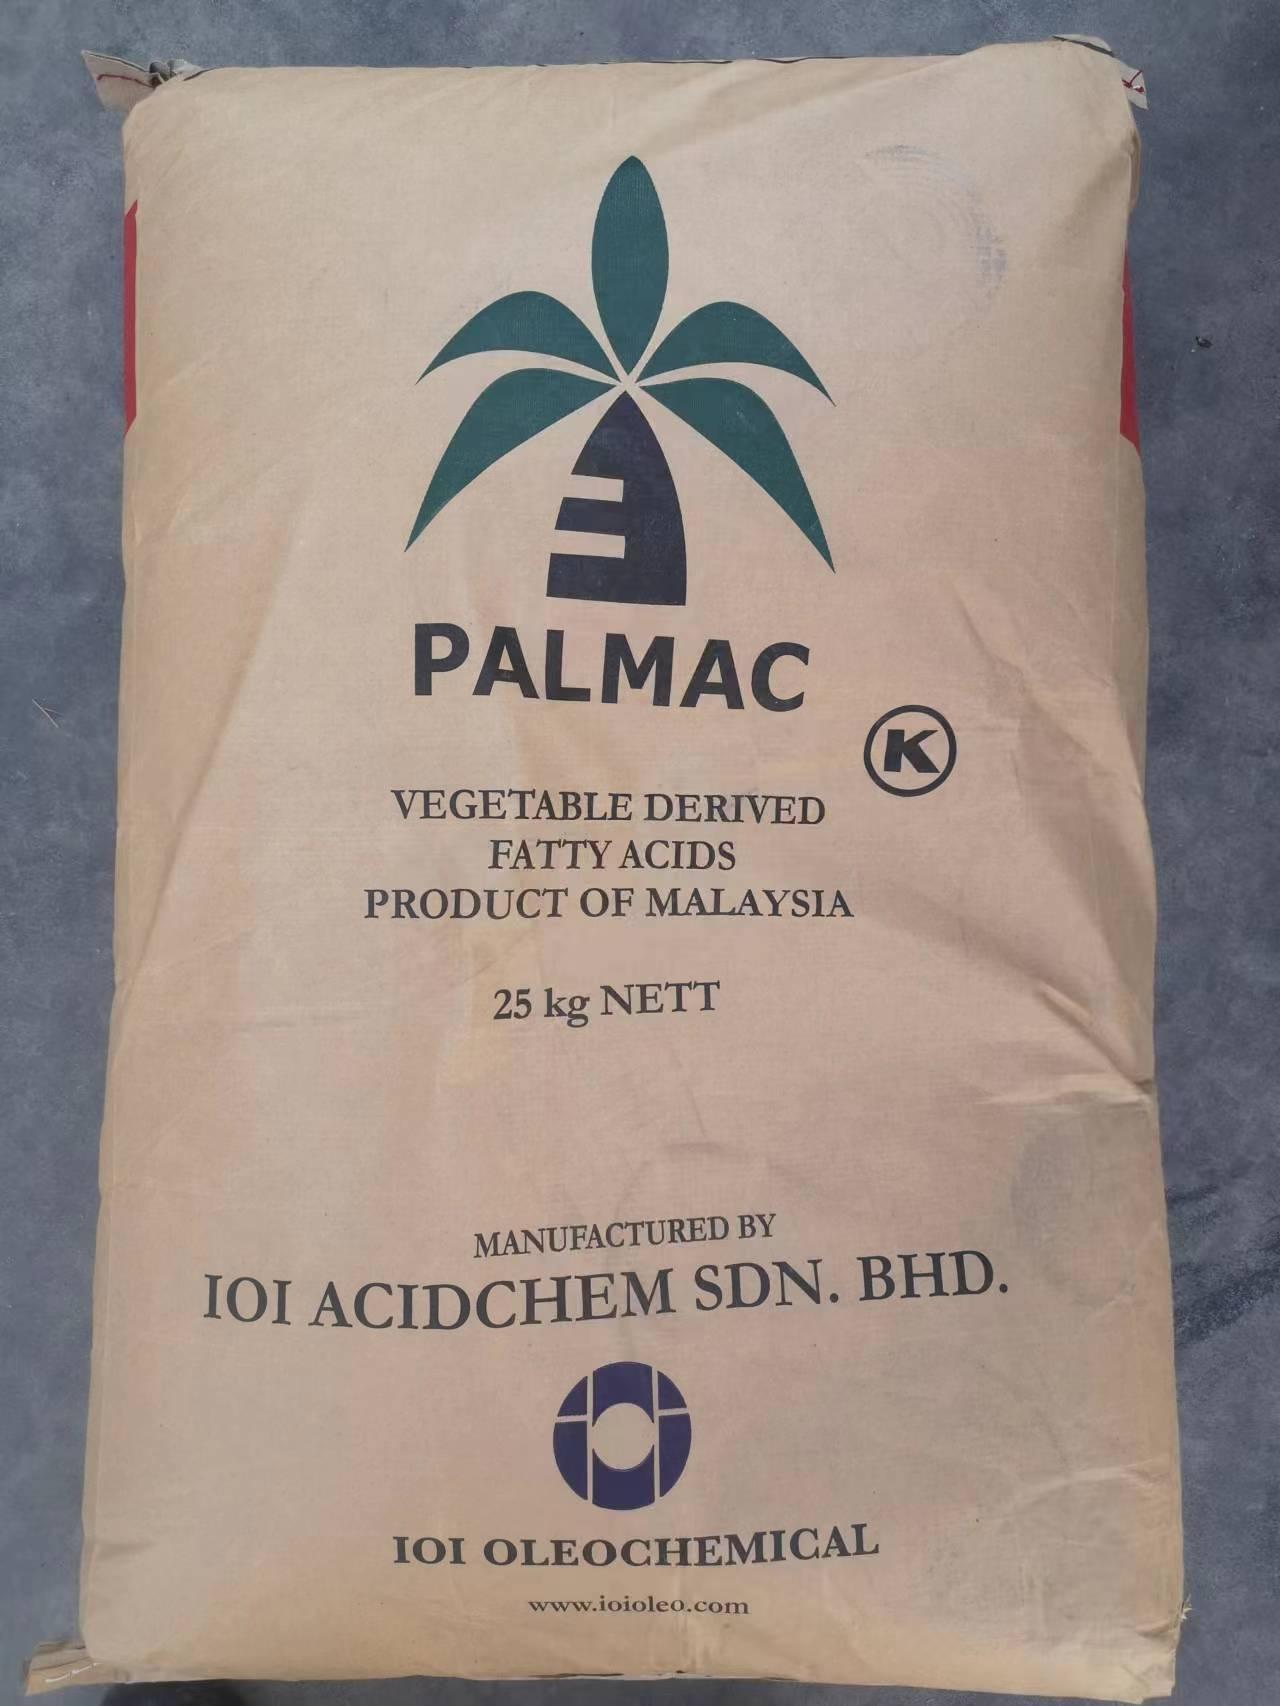 PALMAC
K
VEGETABLE DERIVED
FATTY ACIDS
PRODUCT OF MALAYSIA
25 kg NETT
MANUFACTURED BY
IOI ACIDCHEM SDN. BHD.
IOI OLEOCHEMICAL
www.ioioleo.com